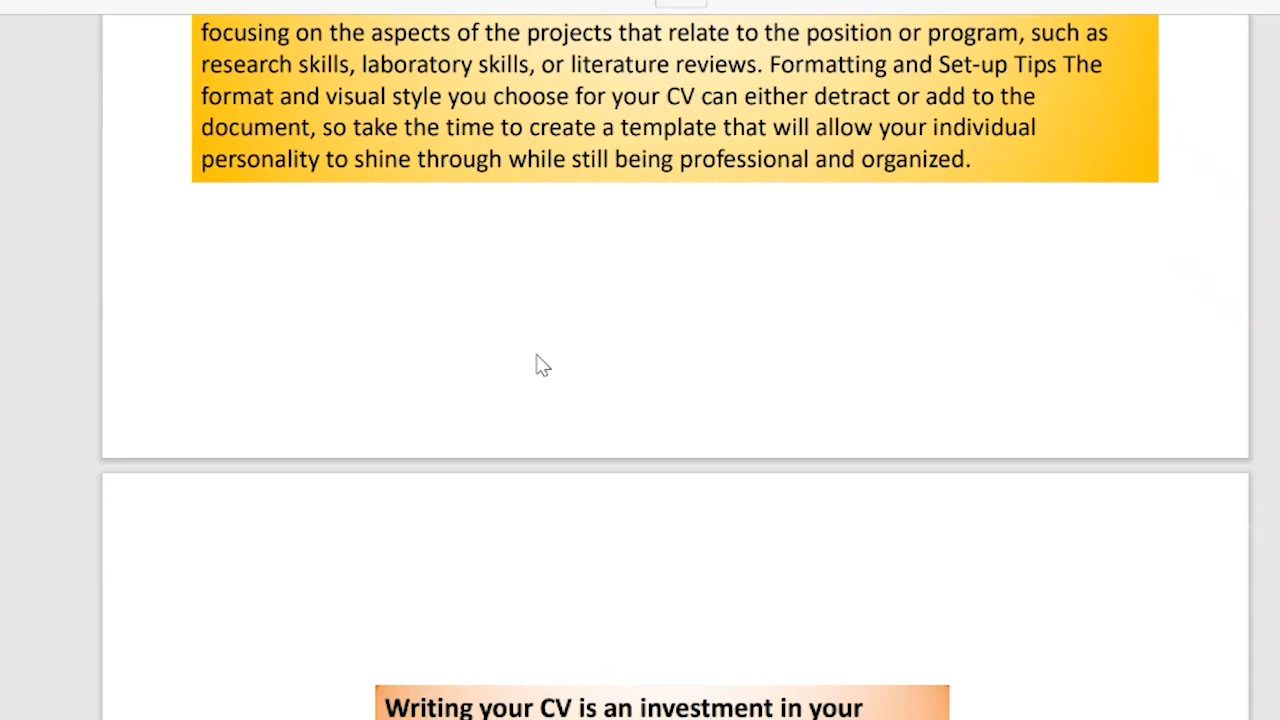 focusing on the aspects of the projects that relate to the position or program, such as
research skills, laboratory skills, or literature reviews. Formatting and Set-up Tips The
format and visual style you choose for your CV can either detract or add to the
document, so take the time to create a template that will allow your individual
personality to shine through while still being professional and organized.
Writing your CV is an investment in your